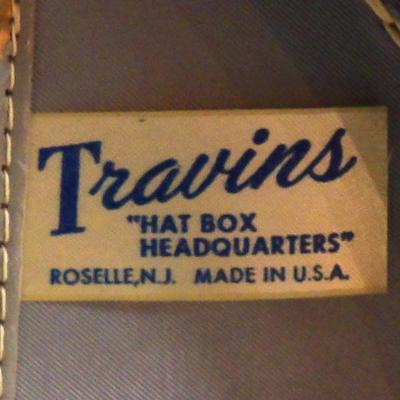 Travins
"HAT BOX
HEADQUARTERS"
ROSELLE, N.J. MADE IN U.S.A.